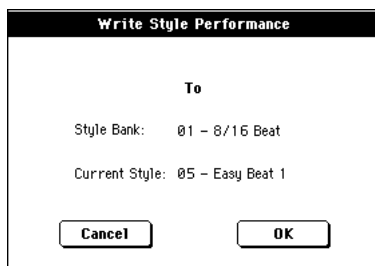 Write Style Performance
To
Style Bank: 01 - 8/16 Beat
Current Style: 05 - Easy Beat 1
Cancel OK